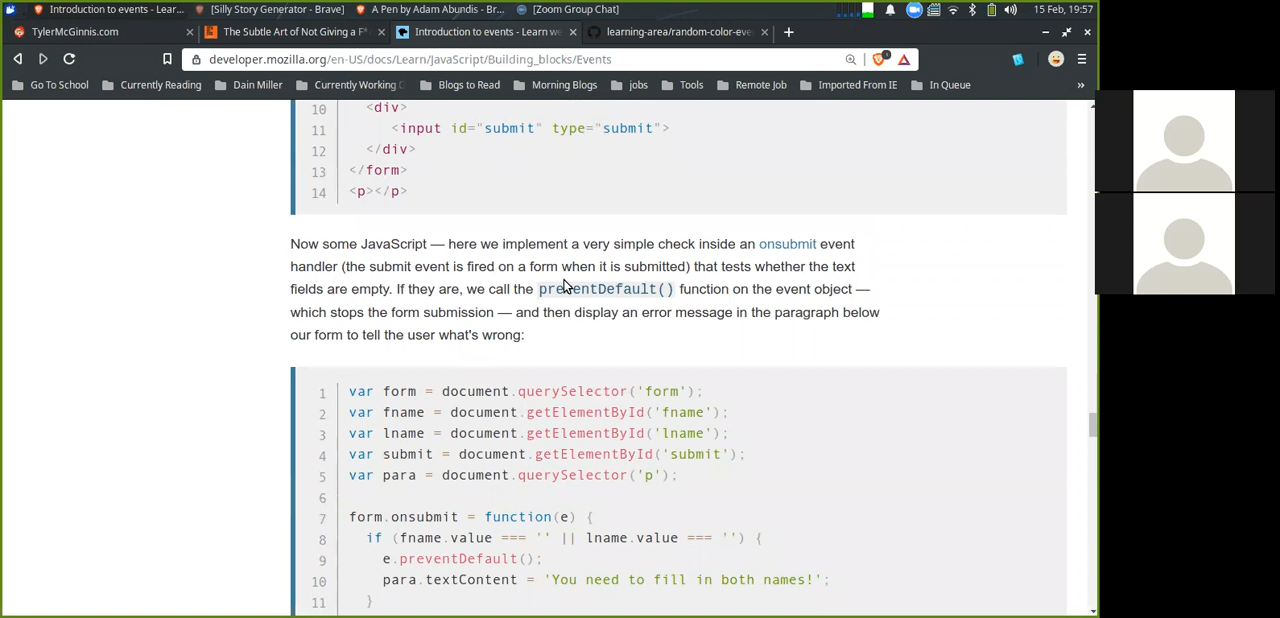 Introduction to events - Lear...
[Silly Story Generator - Brave]
A Pen by Adam Abundis - Br...
[Zoom Group Chat]
15 Feb, 19:57
TylerMcGinnis.com
The Subtle Art of Not Giving a F*
Introduction to events - Learn we
learning-area/random-color-eve
developer.mozilla.org/en-US/docs/Learn/JavaScript/Building_blocks/Events
1
Go To School
Currently Reading
Dain Miller
Currently Working
Blogs to Read
Morning Blogs
jobs
Tools
Remote Job
Imported From IE
In Queue
»
10 <div>
11 <input id="submit" type="submit">
12 </div>
13 </form>
14 <p></p>
Now some JavaScript — here we implement a very simple check inside an onsubmit event
handler (the submit event is fired on a form when it is submitted) that tests whether the text
fields are empty. If they are, we call the preventDefault() function on the event object —
which stops the form submission — and then display an error message in the paragraph below
our form to tell the user what's wrong:
1 var form = document.querySelector('form');
2 var fname = document.getElementById('fname');
3 var lname = document.getElementById('lname');
4 var submit = document.getElementById('submit');
5 var para = document.querySelector('p');
6
7 form.onsubmit = function(e) {
8 if (fname.value === '' || lname.value === '') {
9 e.preventDefault();
10 para.textContent = 'You need to fill in both names!';
11 }